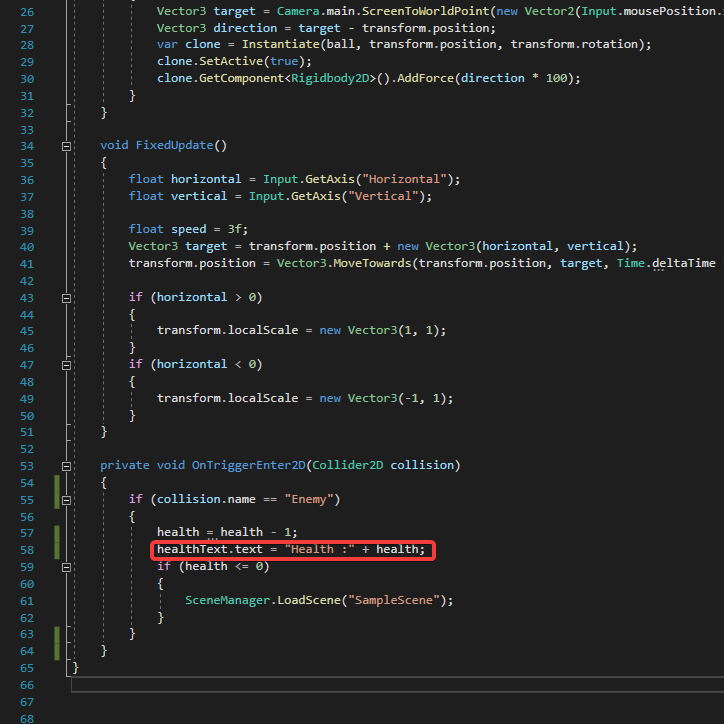 26 Vector3 target = Camera.main.ScreenToWorldPoint(new Vector2(Input.mousePosition.
27 Vector3 direction = target - transform.position;
28 var clone = Instantiate(ball, transform.position, transform.rotation);
29 clone.SetActive(true);
30 clone.GetComponent<Rigidbody2D>().AddForce(direction * 100);
31 }
32 }
33
34 void FixedUpdate()
35 {
36 float horizontal = Input.GetAxis("Horizontal");
37 float vertical = Input.GetAxis("Vertical");
38
39 float speed = 3f;
40 Vector3 target = transform.position + new Vector3(horizontal, vertical);
41 transform.position = Vector3.MoveTowards(transform.position, target, Time.deltaTime
42
43 if (horizontal > 0)
44 {
45 transform.localScale = new Vector3(1, 1);
46 }
47 if (horizontal < 0)
48 {
49 transform.localScale = new Vector3(-1, 1);
50 }
51 }
52
53 private void OnTriggerEnter2D(Collider2D collision)
54 {
55 if (collision.name == "Enemy")
56 {
57 health = health - 1;
58 healthText.text = "Health :" + health;
59 if (health <= 0)
60 {
61 SceneManager.LoadScene("SampleScene");
62 }
63 }
64 }
65 }
66
67
68